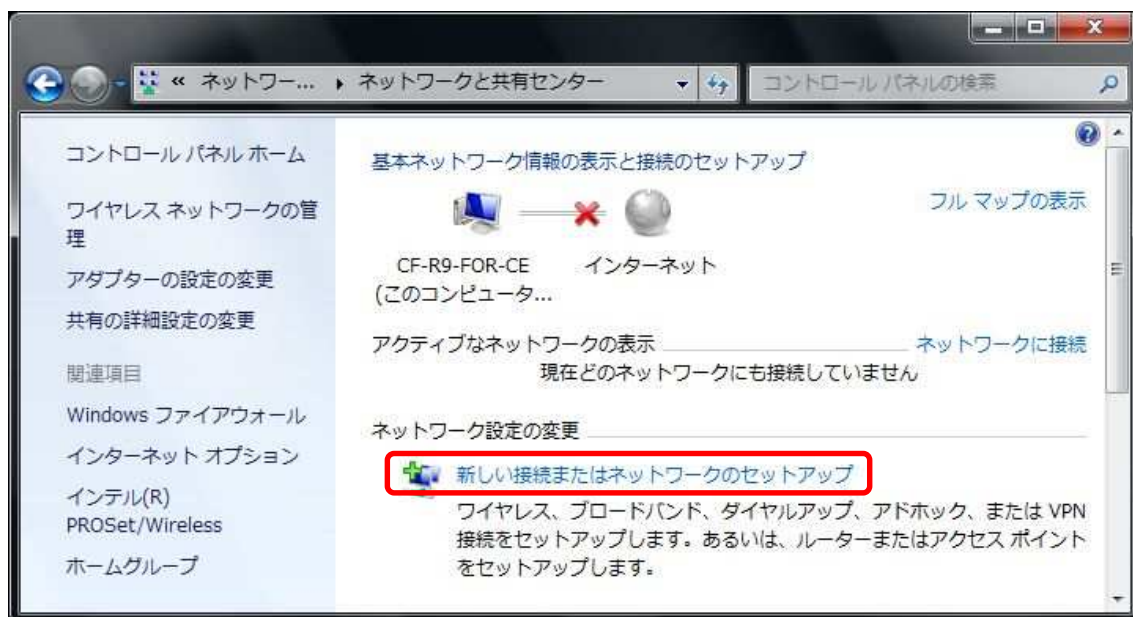 « ネットワー... ▸ ネットワークと共有センター
コントロール パネルの検索
コントロール パネル ホーム
ワイヤレス ネットワークの管
理
アダプターの設定の変更
共有の詳細設定の変更
関連項目
Windows ファイアウォール
インターネット オプション
インテル(R)
PROSet/Wireless
ホームグループ
基本ネットワーク情報の表示と接続のセットアップ
フル マップの表示
CF-R9-FOR-CE
(このコンピュータ...
インターネット
アクティブなネットワークの表示
ネットワークに接続
現在どのネットワークにも接続していません
ネットワーク設定の変更
新しい接続またはネットワークのセットアップ
ワイヤレス、ブロードバンド、ダイヤルアップ、アドホック、または VPN
接続をセットアップします。あるいは、ルーターまたはアクセス ポイント
をセットアップします。